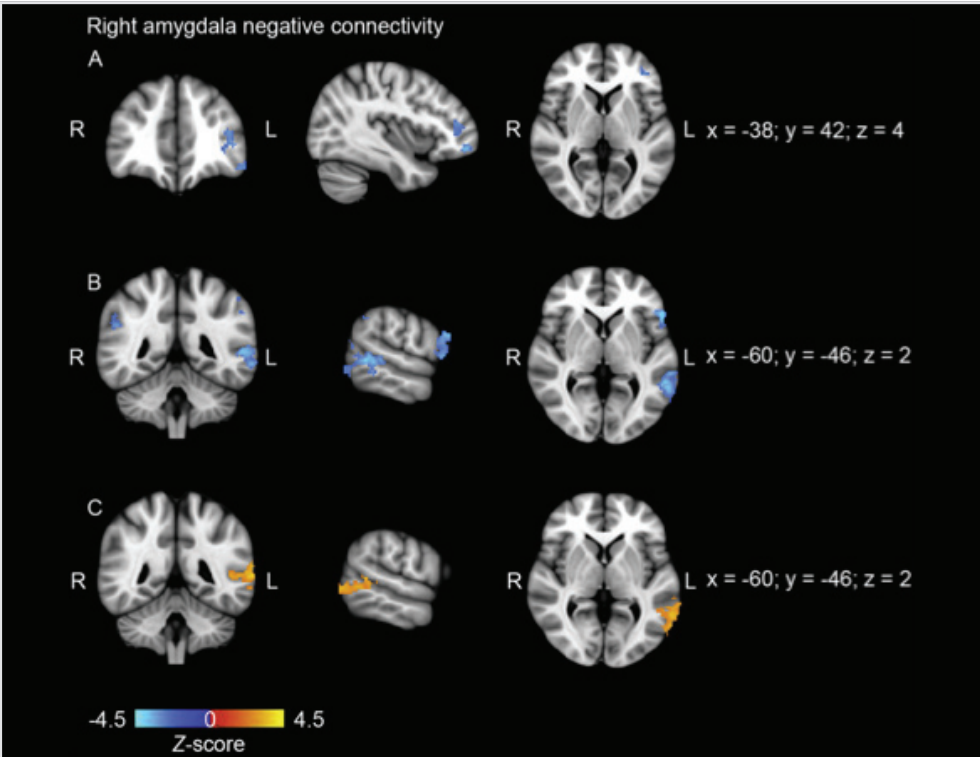 Right amygdala negative connectivity
A
R
L
R
L x = -38; y = 42; z = 4
B
R
L
R
L x = -60; y = -46; z = 2
C
R
L
R
L x = -60; y = -46; z = 2
-4.5 0 4.5
Z-score